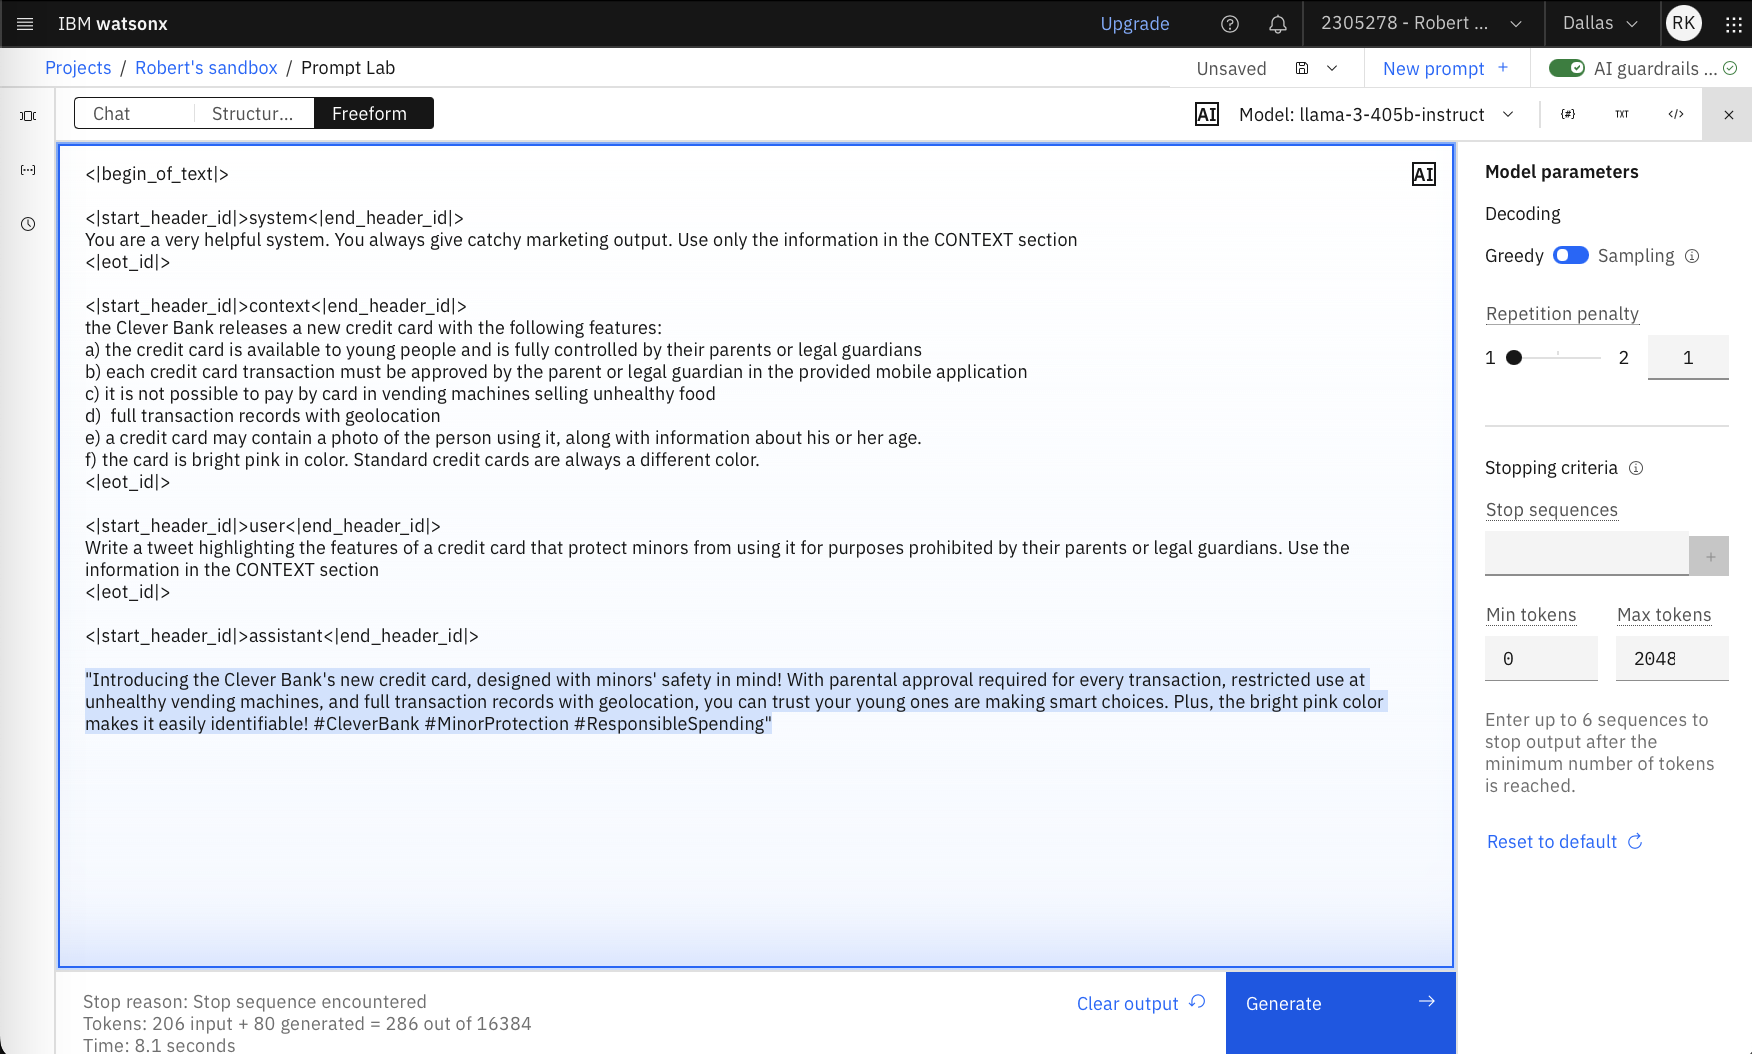 IBM watsonx
Upgrade
2305278 - Robert ...
Dallas
RK
Projects / Robert's sandbox / Prompt Lab
Unsaved
New prompt +
AI guardrails ...
Chat
Structur...
Freeform
AI
Model: llama-3-405b-instruct
{#}
TXT
</>
<|begin_of_text|>
AI
<|start_header_id|>system<|end_header_id|>
You are a very helpful system. You always give catchy marketing output. Use only the information in the CONTEXT section
<|eot_id|>
<|start_header_id|>context<|end_header_id|>
the Clever Bank releases a new credit card with the following features:
a) the credit card is available to young people and is fully controlled by their parents or legal guardians
b) each credit card transaction must be approved by the parent or legal guardian in the provided mobile application
c) it is not possible to pay by card in vending machines selling unhealthy food
d)  full transaction records with geolocation
e) a credit card may contain a photo of the person using it, along with information about his or her age.
f) the card is bright pink in color. Standard credit cards are always a different color.
<|eot_id|>
<|start_header_id|>user<|end_header_id|>
Write a tweet highlighting the features of a credit card that protect minors from using it for purposes prohibited by their parents or legal guardians. Use the
information in the CONTEXT section
<|eot_id|>
<|start_header_id|>assistant<|end_header_id|>
"Introducing the Clever Bank's new credit card, designed with minors' safety in mind! With parental approval required for every transaction, restricted use at
unhealthy vending machines, and full transaction records with geolocation, you can trust your young ones are making smart choices. Plus, the bright pink color
makes it easily identifiable! #CleverBank #MinorProtection #ResponsibleSpending"
Stop reason: Stop sequence encountered
Tokens: 206 input + 80 generated = 286 out of 16384
Time: 8.1 seconds
Clear output
Generate
Model parameters
Decoding
Greedy
Sampling
Repetition penalty
1
2
1
Stopping criteria
Stop sequences
+
Min tokens
Max tokens
0
2048
Enter up to 6 sequences to
stop output after the
minimum number of tokens
is reached.
Reset to default